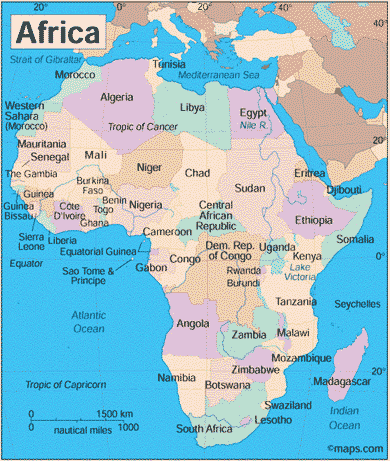 20°
0°
20°
40°
Africa
Strait of Gibraltar
Tunisia
Mediterranean Sea
Morocco
40°
Algeria
Libya
Egypt
Nile R.
Western
Sahara
(Morocco)
Tropic of Cancer
Mauritania
Senegal
Mali
Niger
Chad
Sudan
Eritrea
20°
The Gambia
Burkina
Faso
Djibouti
Guinea
Benin
Nigeria
Guinea
Bissau
Côte
D'Ivoire
Togo
Ghana
Central
African
Republic
Ethiopia
Sierra
Leone
Liberia
Cameroon
Somalia
Equatorial Guinea
Dem. Rep.
of Congo
Uganda
Equator
Sao Tome &
Principe
Gabon
Congo
Kenya
0°
Rwanda
Burundi
Lake
Victoria
Tanzania
Seychelles
Atlantic
Ocean
Angola
Zambia
Malawi
Mozambique
Zimbabwe
Namibia
Botswana
Madagascar
20°
Tropic of Capricorn
Swaziland
Indian
Ocean
0
1500 km
nautical miles
1000
South Africa
Lesotho
©maps.com